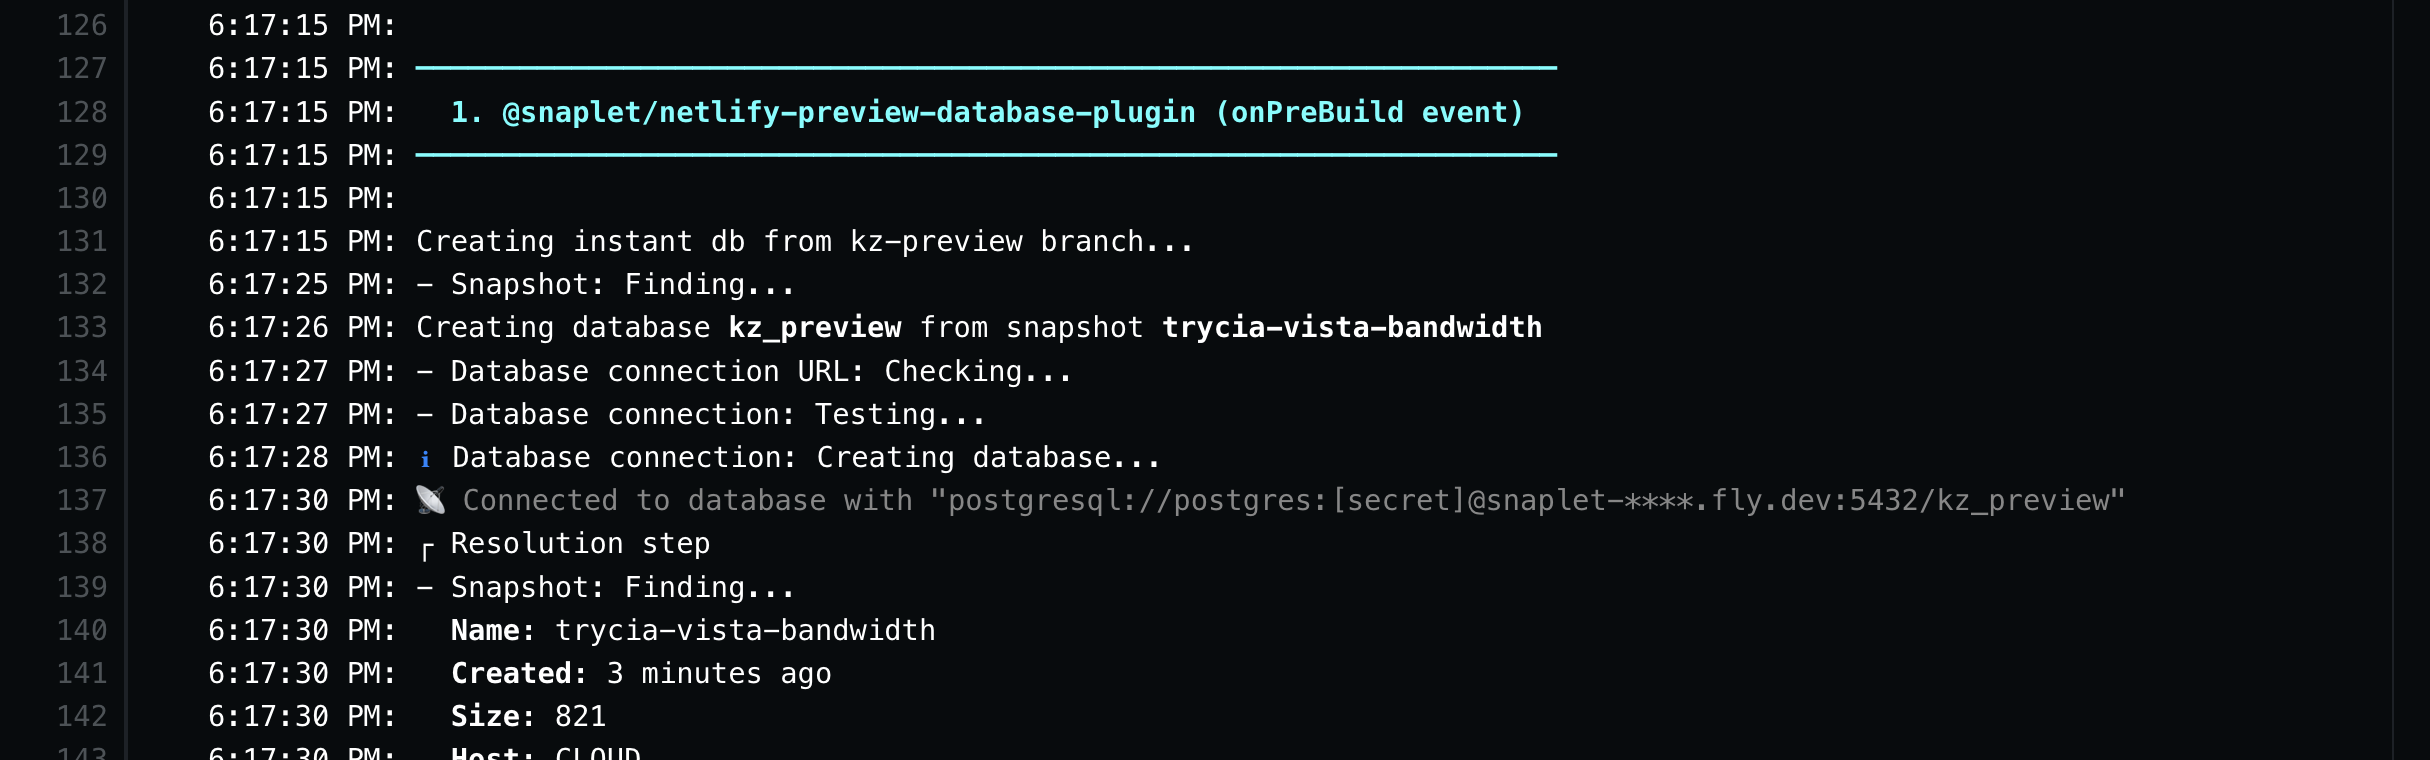 126 6:17:15 PM:
127 6:17:15 PM: ────────────────────────────────────────────────────────────────
128 6:17:15 PM:   1. @snaplet/netlify-preview-database-plugin (onPreBuild event)
129 6:17:15 PM: ────────────────────────────────────────────────────────────────
130 6:17:15 PM:
131 6:17:15 PM: Creating instant db from kz-preview branch...
132 6:17:25 PM: – Snapshot: Finding...
133 6:17:26 PM: Creating database kz_preview from snapshot trycia-vista-bandwidth
134 6:17:27 PM: – Database connection URL: Checking...
135 6:17:27 PM: – Database connection: Testing...
136 6:17:28 PM: ℹ Database connection: Creating database...
137 6:17:30 PM: 📡 Connected to database with "postgresql://postgres:[secret]@snaplet-****.fly.dev:5432/kz_preview"
138 6:17:30 PM: ┌ Resolution step
139 6:17:30 PM: – Snapshot: Finding...
140 6:17:30 PM:   Name: trycia-vista-bandwidth
141 6:17:30 PM:   Created: 3 minutes ago
142 6:17:30 PM:   Size: 821
143 6:17:30 PM:   Host: CLOUD